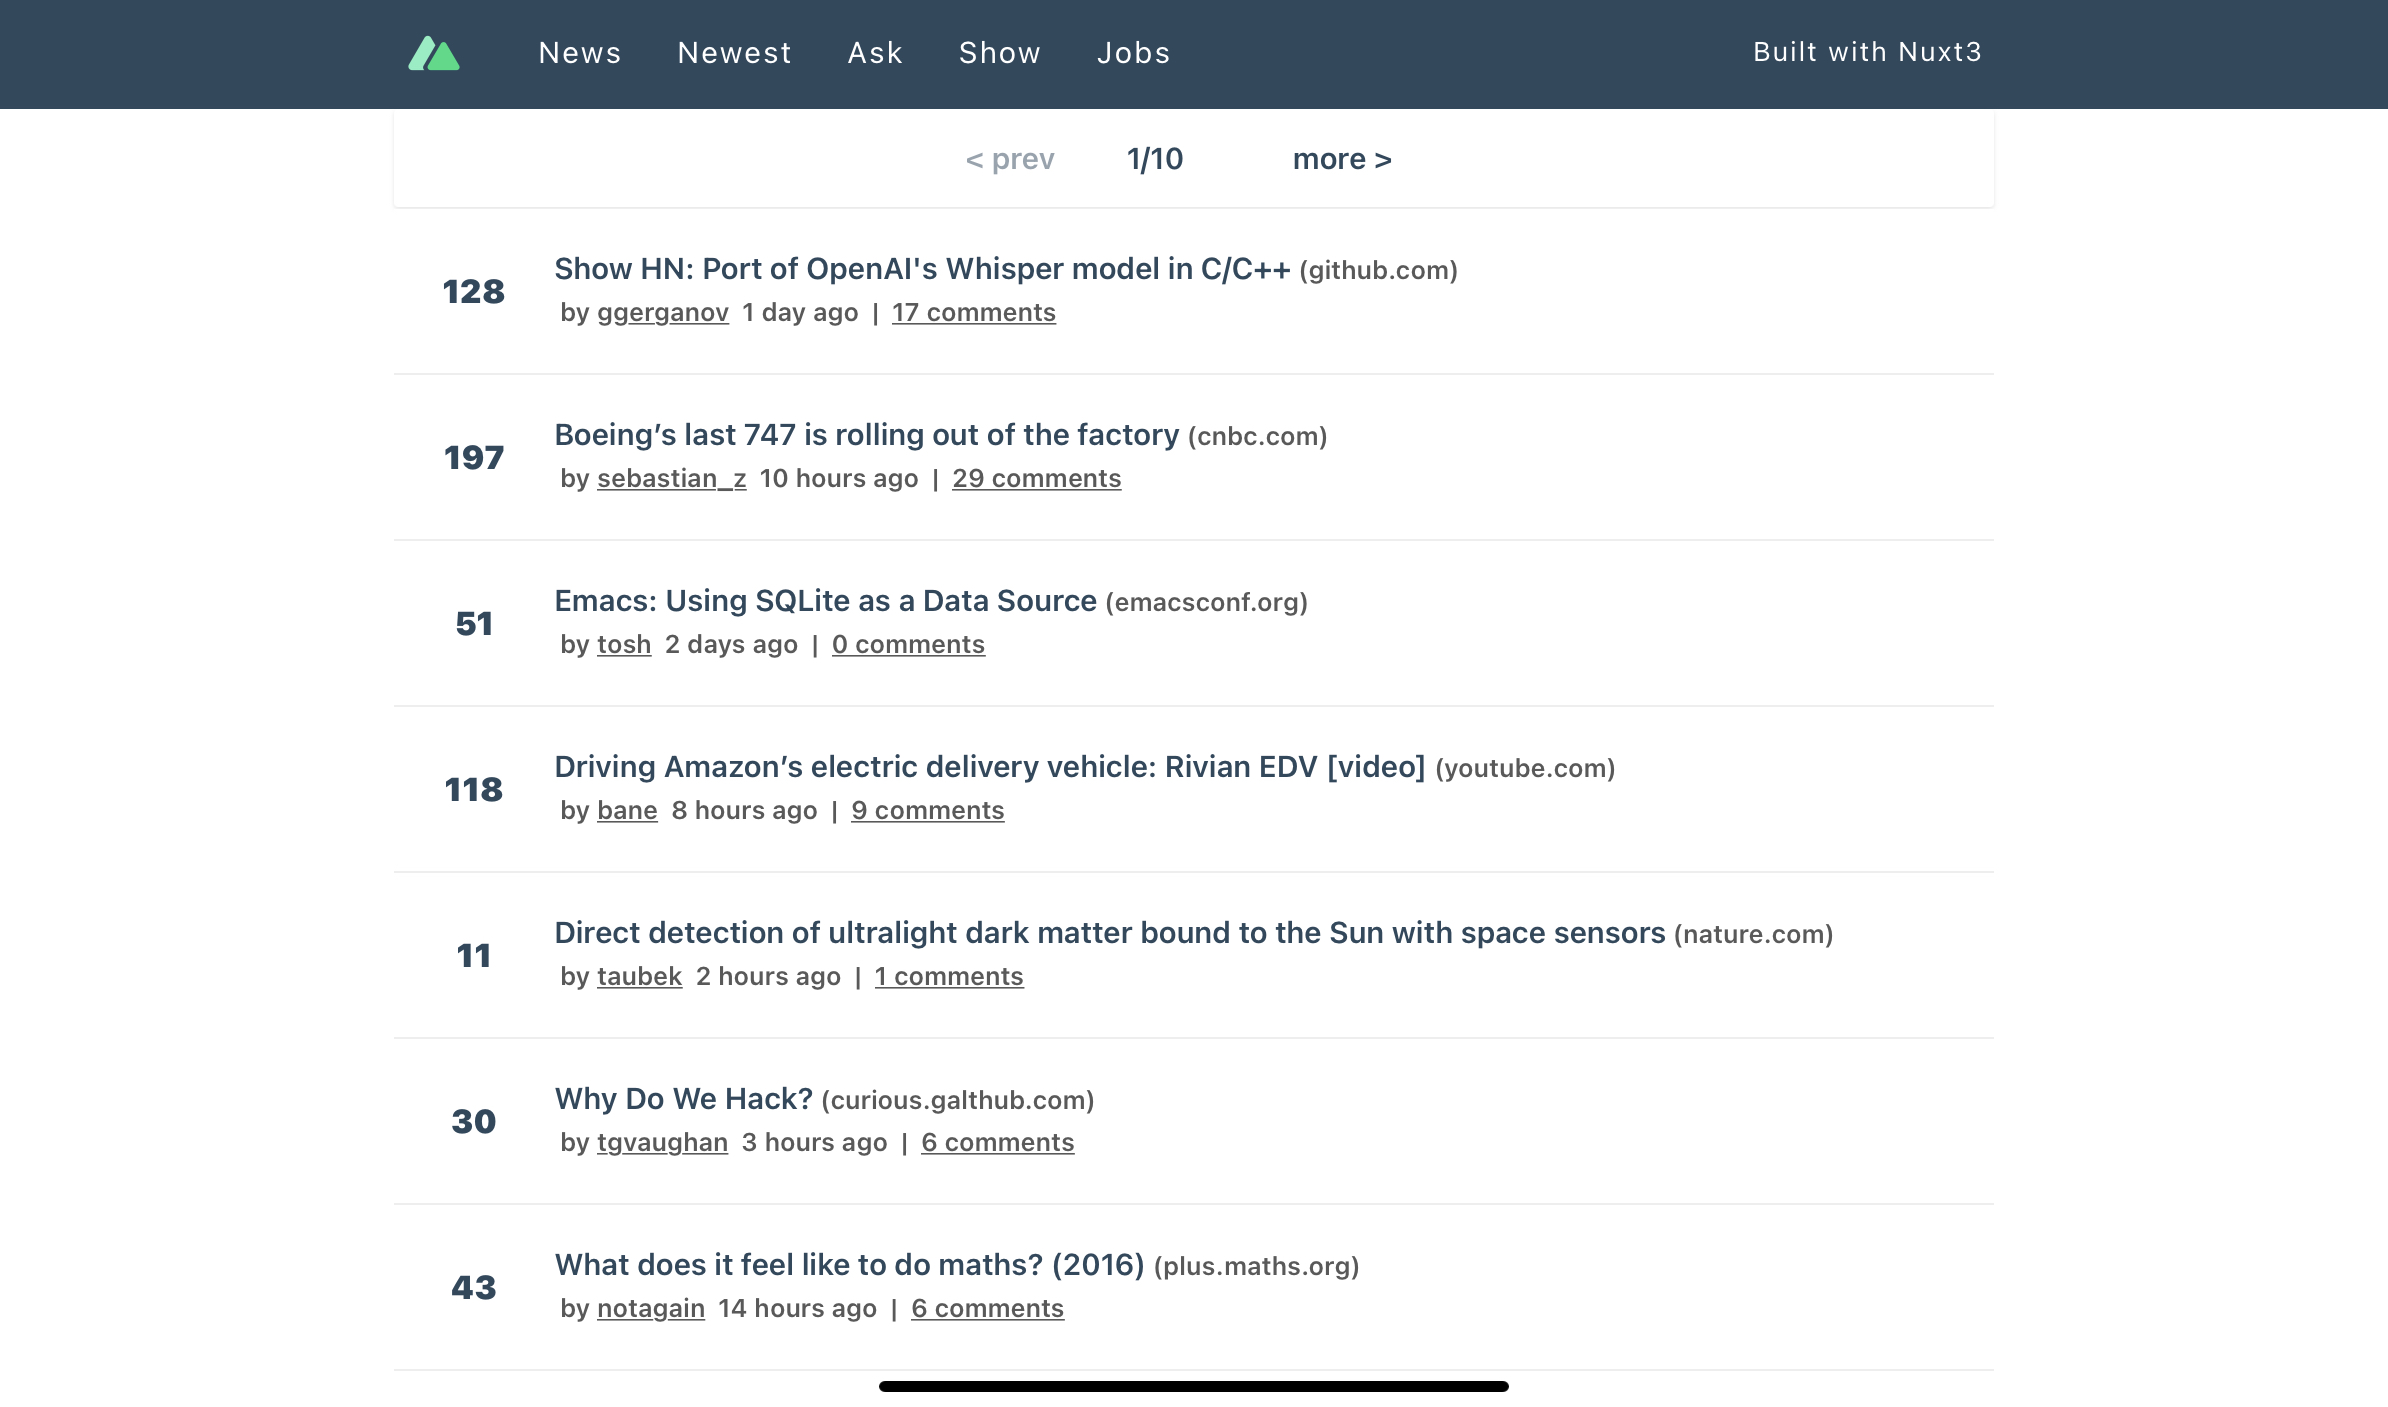 News Newest Ask Show Jobs Built with Nuxt3
< prev 1/10 more >
128
Show HN: Port of OpenAI's Whisper model in C/C++ (github.com)
by ggerganov 1 day ago | 17 comments
197
Boeing’s last 747 is rolling out of the factory (cnbc.com)
by sebastian_z 10 hours ago | 29 comments
51
Emacs: Using SQLite as a Data Source (emacsconf.org)
by tosh 2 days ago | 0 comments
118
Driving Amazon’s electric delivery vehicle: Rivian EDV [video] (youtube.com)
by bane 8 hours ago | 9 comments
11
Direct detection of ultralight dark matter bound to the Sun with space sensors (nature.com)
by taubek 2 hours ago | 1 comments
30
Why Do We Hack? (curious.galthub.com)
by tgvaughan 3 hours ago | 6 comments
43
What does it feel like to do maths? (2016) (plus.maths.org)
by notagain 14 hours ago | 6 comments